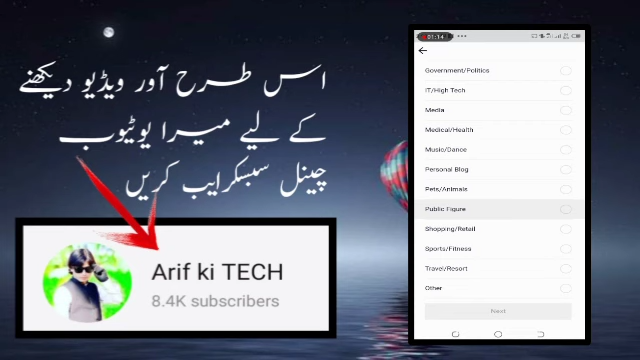 اس طرح آور ویڈیو دیکھنے
کے لیے میرا یوٹیوب
چینل سبسکرایب کریں
Arif ki TECH
8.4K subscribers
01:14
Government/Politics
IT/High Tech
Media
Medical/Health
Music/Dance
Personal Blog
Pets/Animals
Public Figure
Shopping/Retail
Sports/Fitness
Travel/Resort
Other
Next